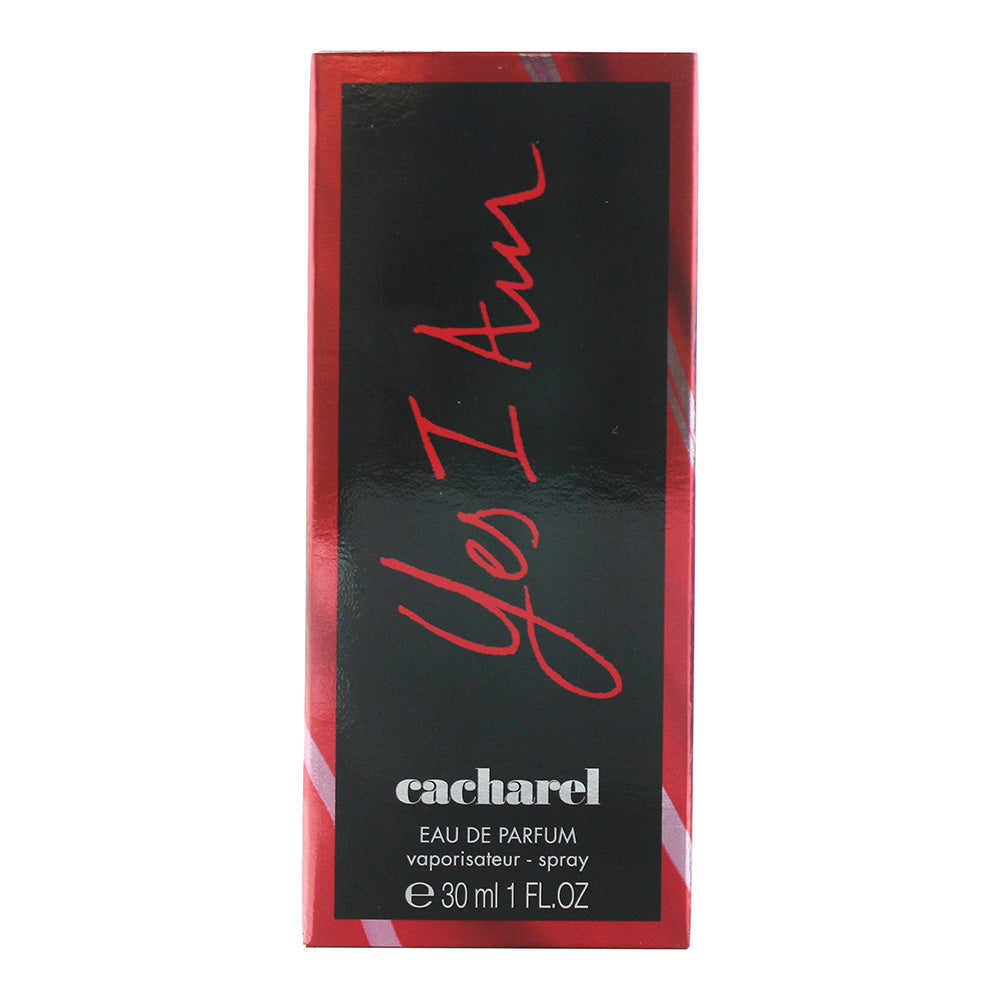 Yes I Am
cacharel
EAU DE PARFUM
vaporisateur - spray
℮ 30 ml 1 FL.OZ